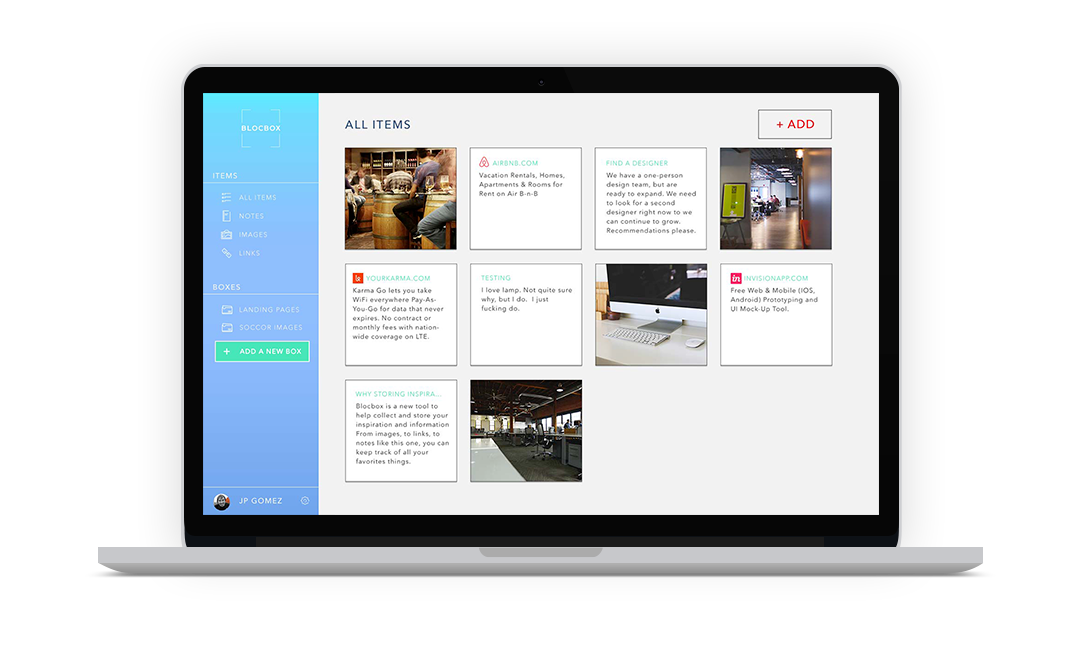 BLOCBOX
ITEMS
ALL ITEMS
NOTES
IMAGES
LINKS
BOXES
LANDING PAGES
SOCCOR IMAGES
+ ADD A NEW BOX
JP GOMEZ
ALL ITEMS
+ ADD
AIRBNB.COM
Vacation Rentals, Homes,
Apartments & Rooms for
Rent on Air B-n-B
FIND A DESIGNER
We have a one-person
design team, but are
ready to expand. We need
to look for a second
designer right now to we
can continue to grow.
Recommendations please.
YOURKARMA.COM
Karma Go lets you take
WiFi everywhere Pay-As-
You-Go for data that never
expires. No contract or
monthly fees with nation-
wide coverage on LTE.
TESTING
I love lamp. Not quite sure
why, but I do. I just
fucking do.
in INVISIONAPP.COM
Free Web & Mobile (IOS,
Android) Prototyping and
UI Mock-Up Tool.
WHY STORING INSPIRA...
Blocbox is a new tool to
help collect and store your
inspiration and information
From images, to links, to
notes like this one, you can
keep track of all your
favorites things.